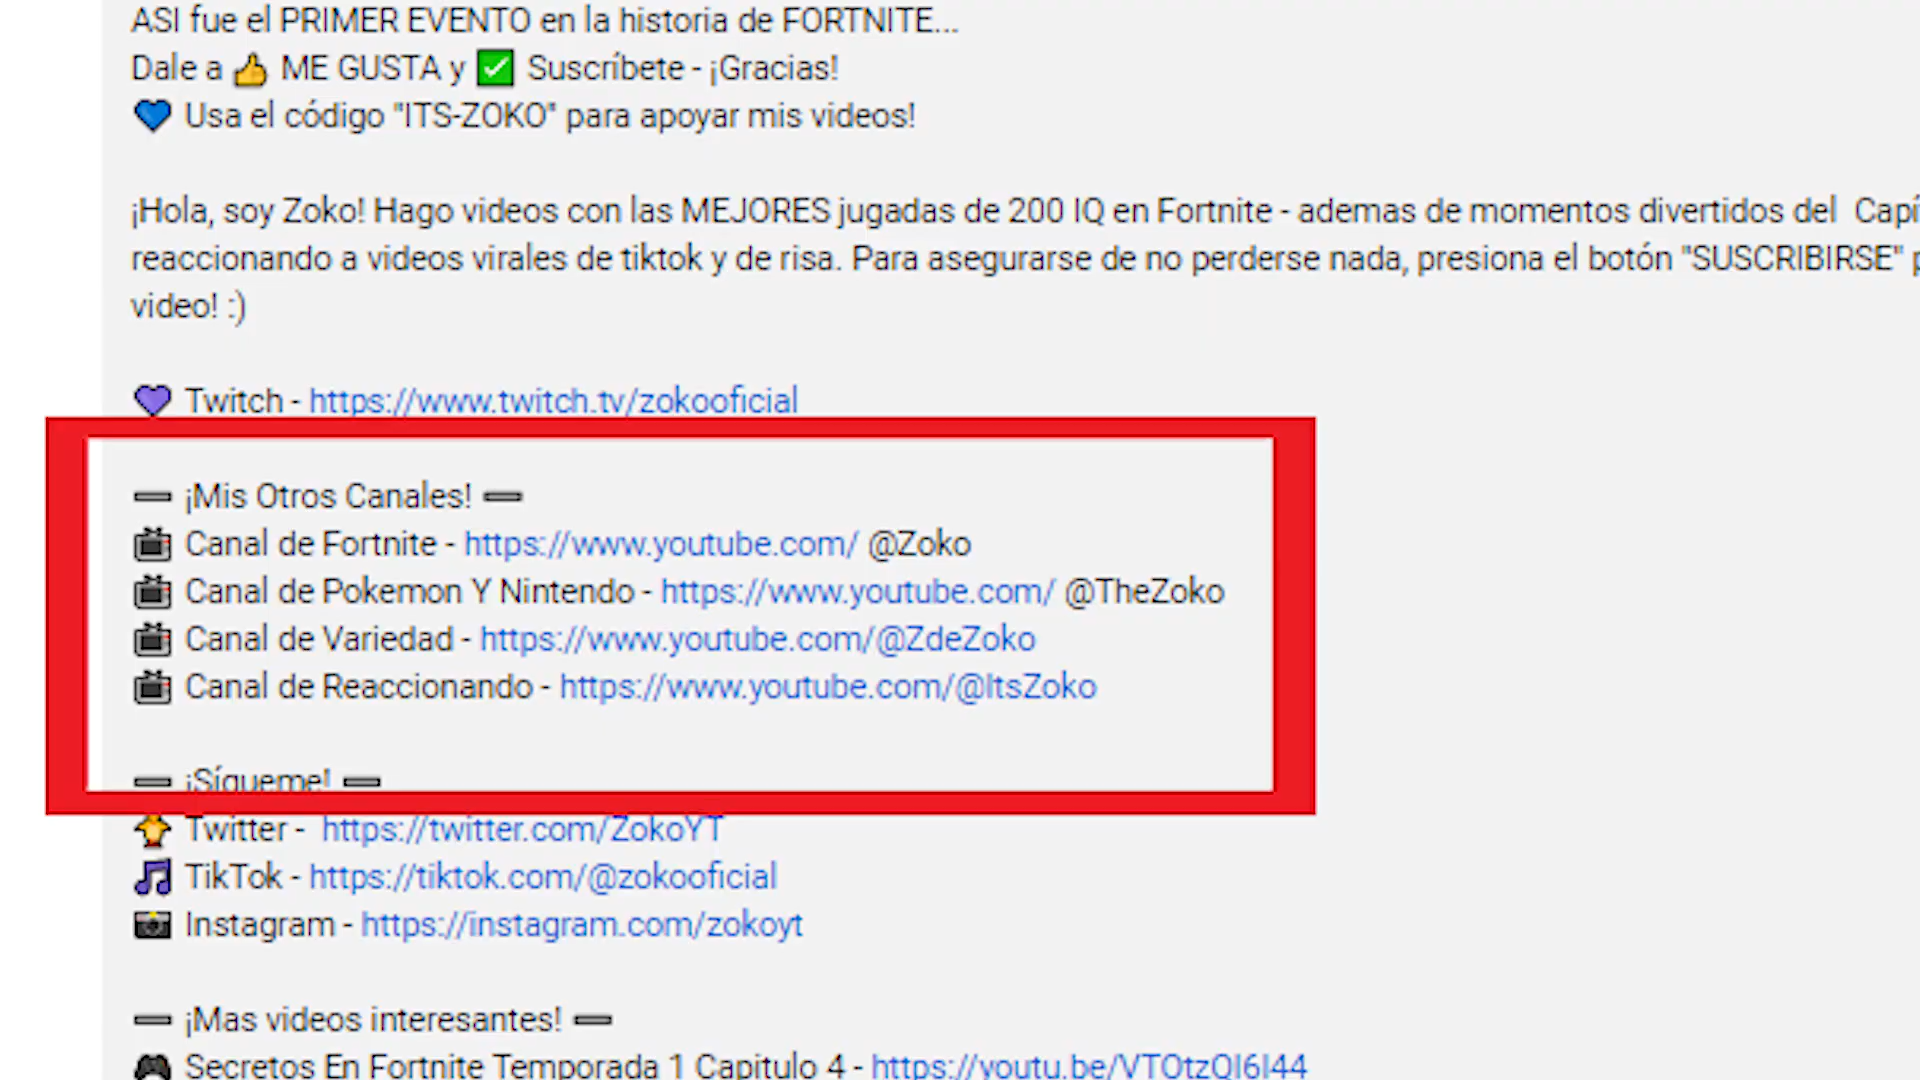 ASI fue el PRIMER EVENTO en la historia de FORTNITE...
Dale a 👍 ME GUSTA y ✅ Suscríbete - ¡Gracias!
💙 Usa el código "ITS-ZOKO" para apoyar mis videos!
¡Hola, soy Zoko! Hago videos con las MEJORES jugadas de 200 IQ en Fortnite - ademas de momentos divertidos del Capí
reaccionando a videos virales de tiktok y de risa. Para asegurarse de no perderse nada, presiona el botón "SUSCRIBIRSE" p
video! :)
💜 Twitch - https://www.twitch.tv/zokooficial
➖ ¡Mis Otros Canales! ➖
📺 Canal de Fortnite - https://www.youtube.com/ @Zoko
📺 Canal de Pokemon Y Nintendo - https://www.youtube.com/ @TheZoko
📺 Canal de Variedad - https://www.youtube.com/@ZdeZoko
📺 Canal de Reaccionando - https://www.youtube.com/@ItsZoko
➖ ¡Sígueme! ➖
Twitter - https://twitter.com/ZokoYT
🎵 TikTok - https://tiktok.com/@zokooficial
📸 Instagram - https://instagram.com/zokoyt
➖ ¡Mas videos interesantes! ➖
🎮 Secretos En Fortnite Temporada 1 Capitulo 4 - https://youtu.be/VTOtzQI6I44